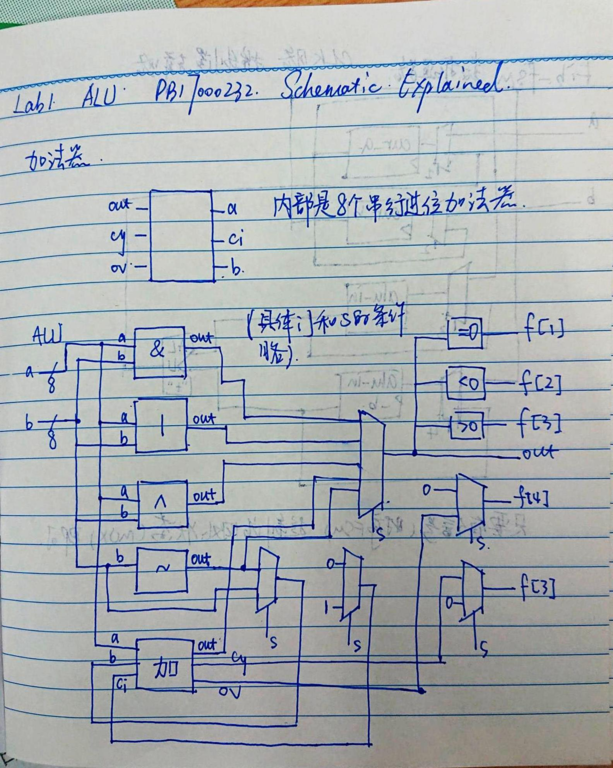 Lab1 ALU PB17000232. Schematic Explained.
加法器.
out a 内部是8个串行进位加法器.
cy ci
ov b
ALU
(具体i和S的条件
略).
a 8
b 8
a b & out
a b | out
a b ^ out
b ~ out
a b ci 加 out cy ov
S
0 1 S
S
=0 f[1]
<0 f[2]
>0 f[3]
out
0 f[4]
S
0 f[3]
S